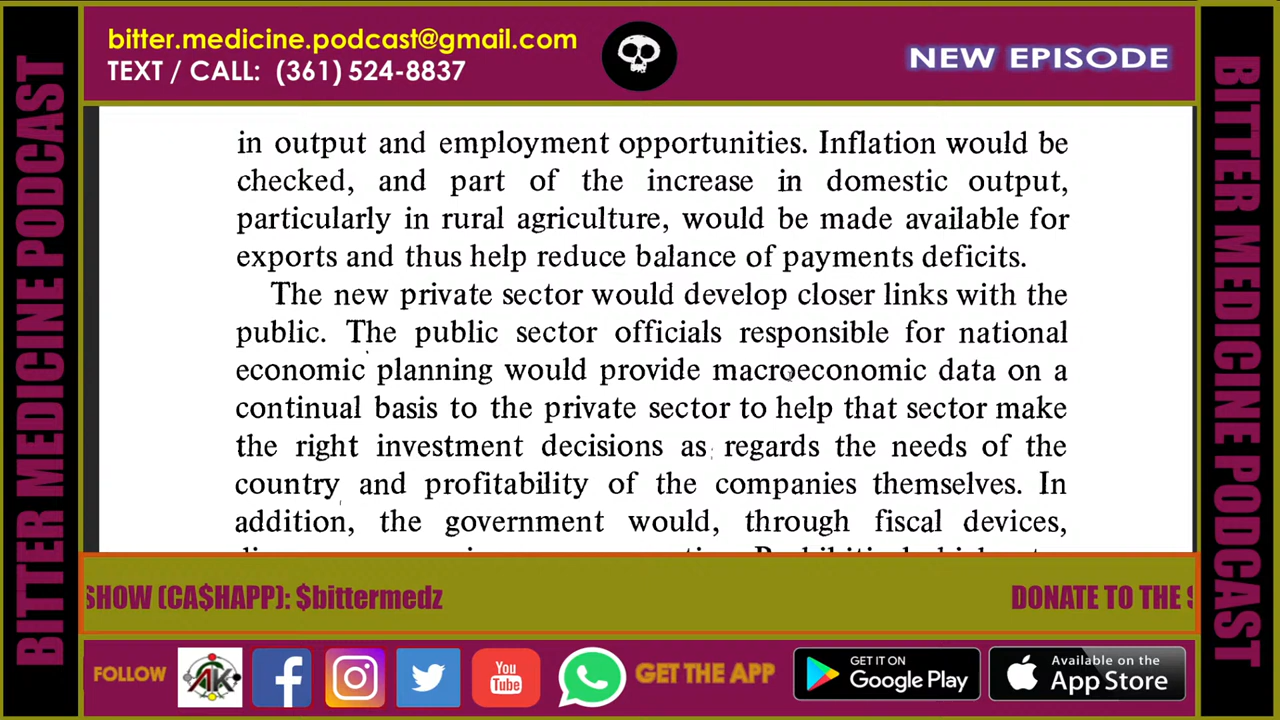 bitter.medicine.podcast@gmail.com
TEXT / CALL: (361) 524-8837
NEW EPISODE
BITTER MEDICINE PODCAST
in output and employment opportunities. Inflation would be
checked, and part of the increase in domestic output,
particularly in rural agriculture, would be made available for
exports and thus help reduce balance of payments deficits.
The new private sector would develop closer links with the
public. The public sector officials responsible for national
economic planning would provide macroeconomic data on a
continual basis to the private sector to help that sector make
the right investment decisions as regards the needs of the
country and profitability of the companies themselves. In
addition, the government would, through fiscal devices,
BITTER MEDICINE PODCAST
SHOW (CA$HAPP): $bittermedz
DONATE TO THE
FOLLOW
ATK
You
Tube
GET THE APP
GET IT ON
Google Play
Available on the
App Store